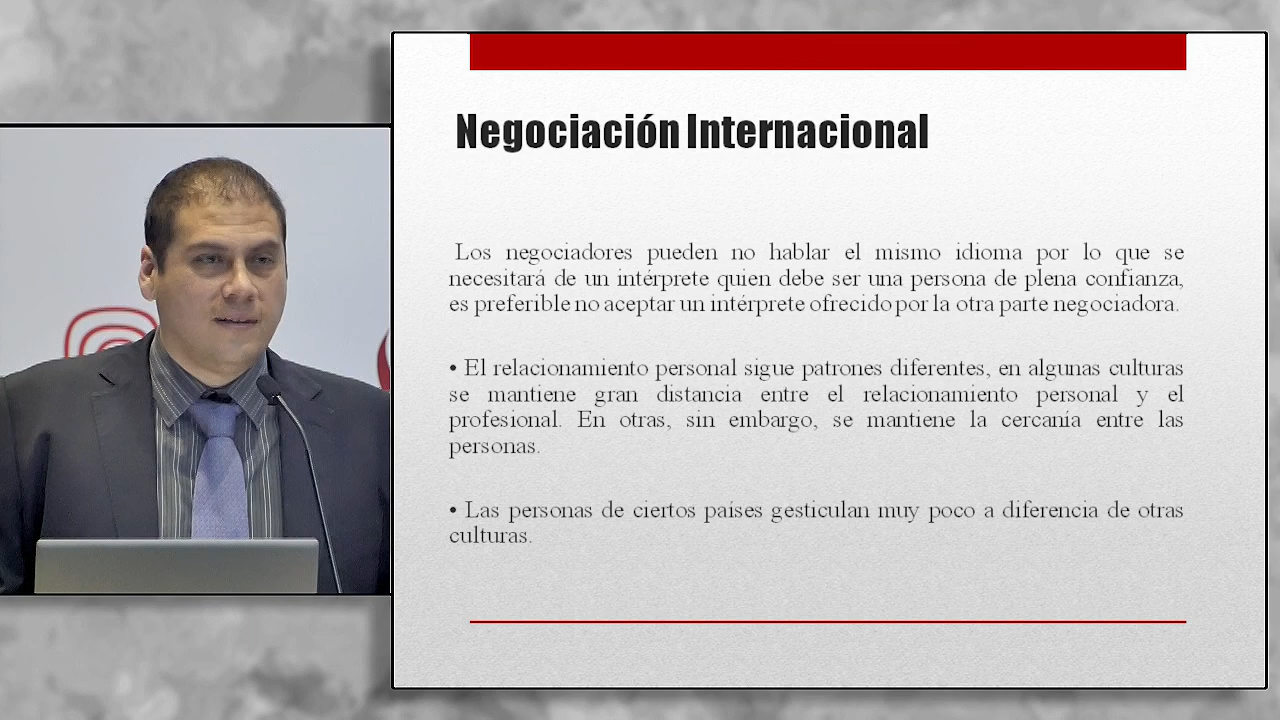 Negociación Internacional
Los negociadores pueden no hablar el mismo idioma por lo que se
necesitará de un intérprete quien debe ser una persona de plena confianza,
es preferible no aceptar un intérprete ofrecido por la otra parte negociadora.
• El relacionamiento personal sigue patrones diferentes, en algunas culturas
se mantiene gran distancia entre el relacionamiento personal y el
profesional. En otras, sin embargo, se mantiene la cercanía entre las
personas.
• Las personas de ciertos países gesticulan muy poco a diferencia de otras
culturas.